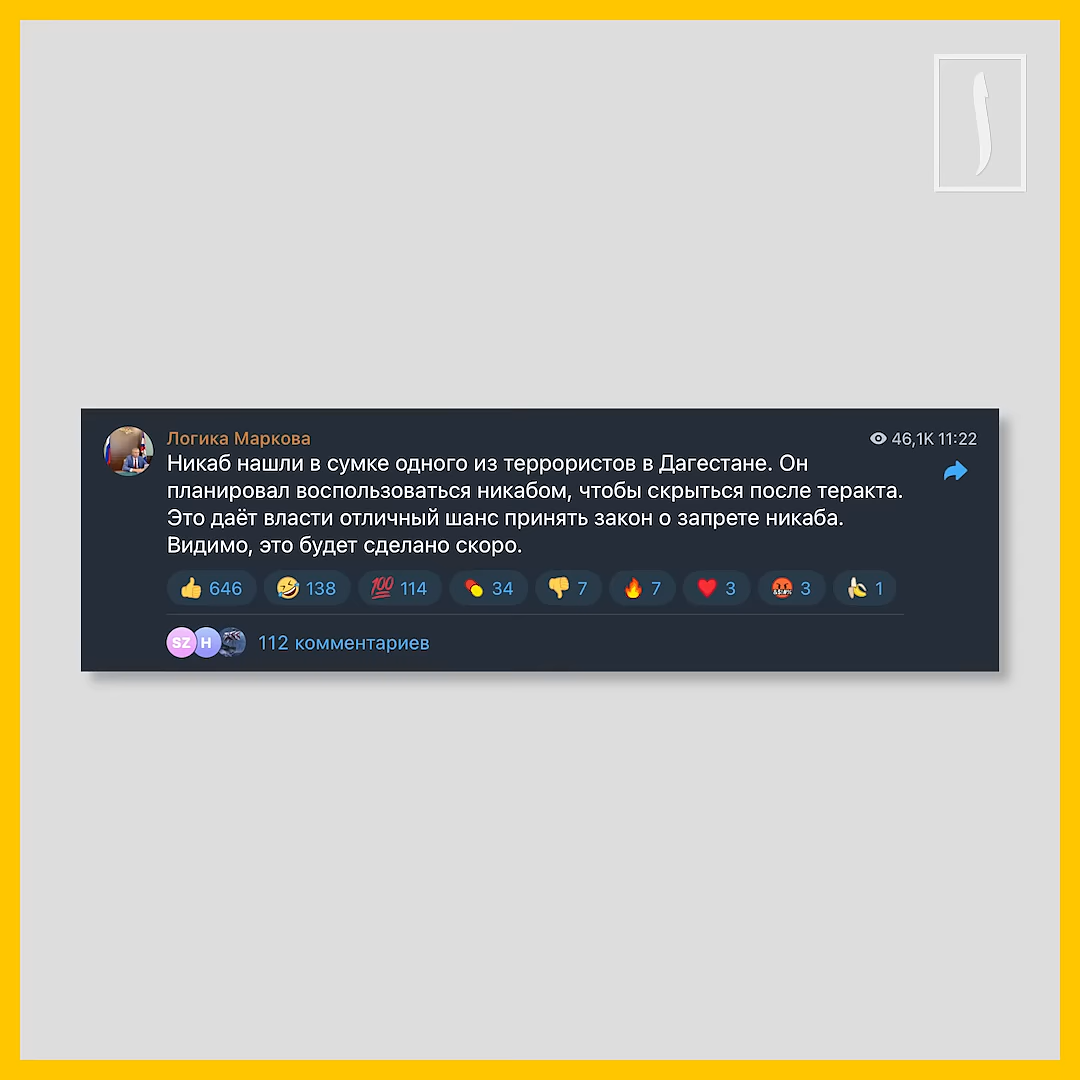 Логика Маркова
46,1K 11:22
Никаб нашли в сумке одного из террористов в Дагестане. Он
планировал воспользоваться никабом, чтобы скрыться после теракта.
Это даёт власти отличный шанс принять закон о запрете никаба.
Видимо, это будет сделано скоро.
👍 646 🤣 138 💯 114 💊 34 👎 7 🔥 7 ❤️ 3 🤬 3 🍌 1
SZ H 112 комментариев